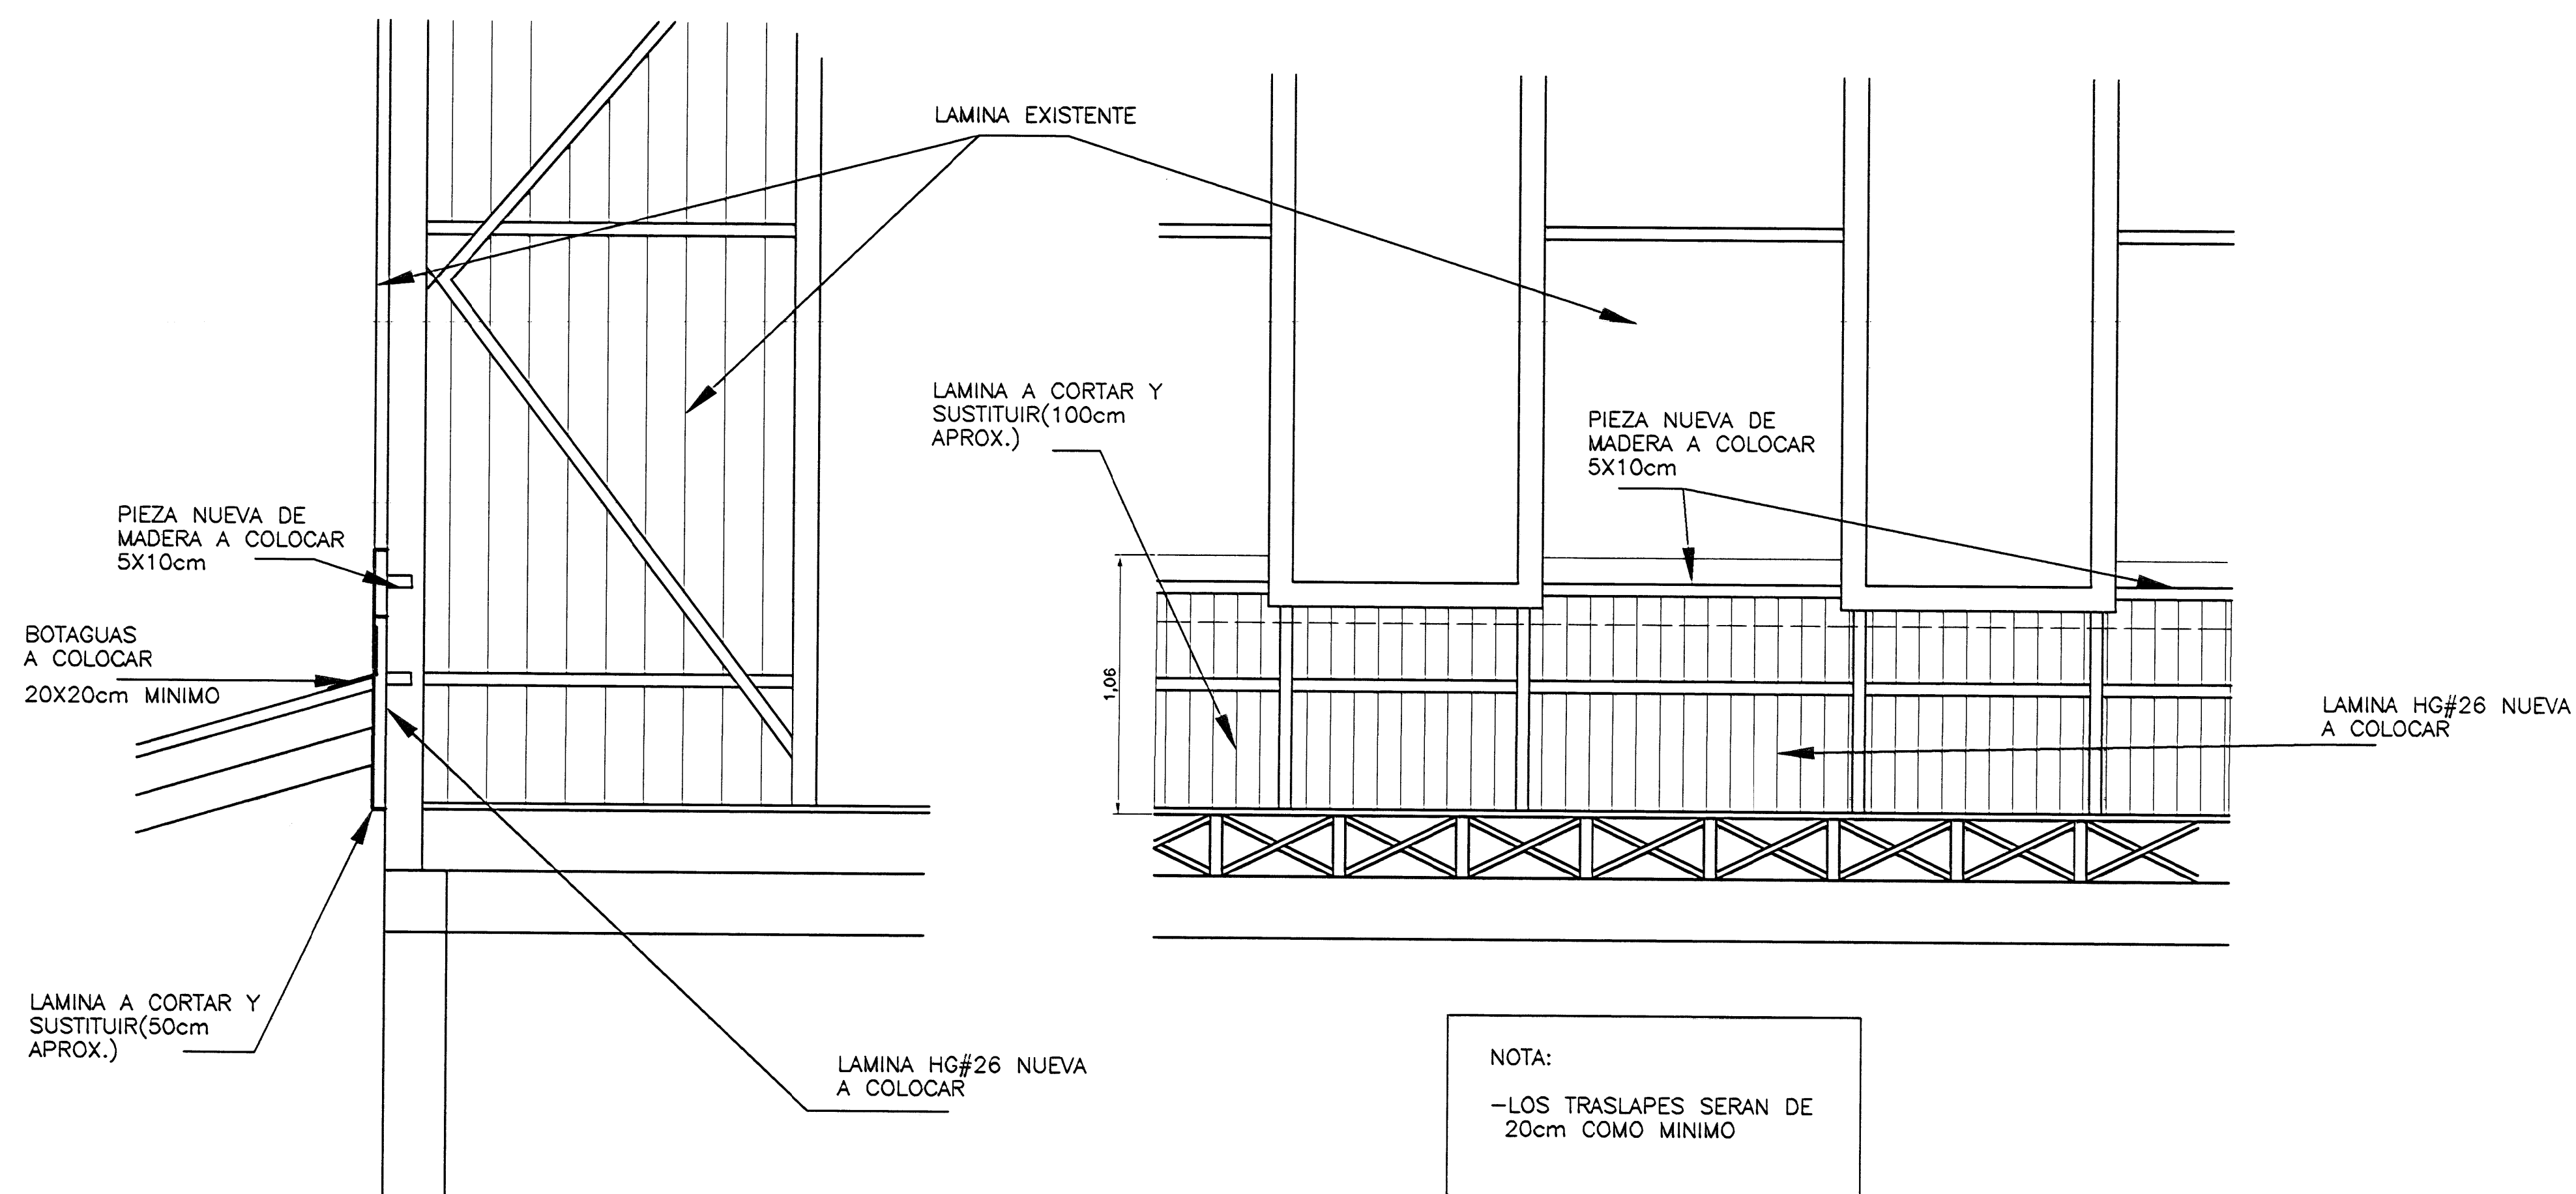 LAMINA EXISTENTE
LAMINA A CORTAR Y
SUSTITUIR(100cm
APROX.)
PIEZA NUEVA DE
MADERA A COLOCAR
5X10cm
PIEZA NUEVA DE
MADERA A COLOCAR
5X10cm
BOTAGUAS
A COLOCAR
20X20cm MINIMO
1,06
LAMINA HG#26 NUEVA
A COLOCAR
LAMINA A CORTAR Y
SUSTITUIR(50cm
APROX.)
LAMINA HG#26 NUEVA
A COLOCAR
NOTA:
-LOS TRASLAPES SERAN DE
20cm COMO MINIMO